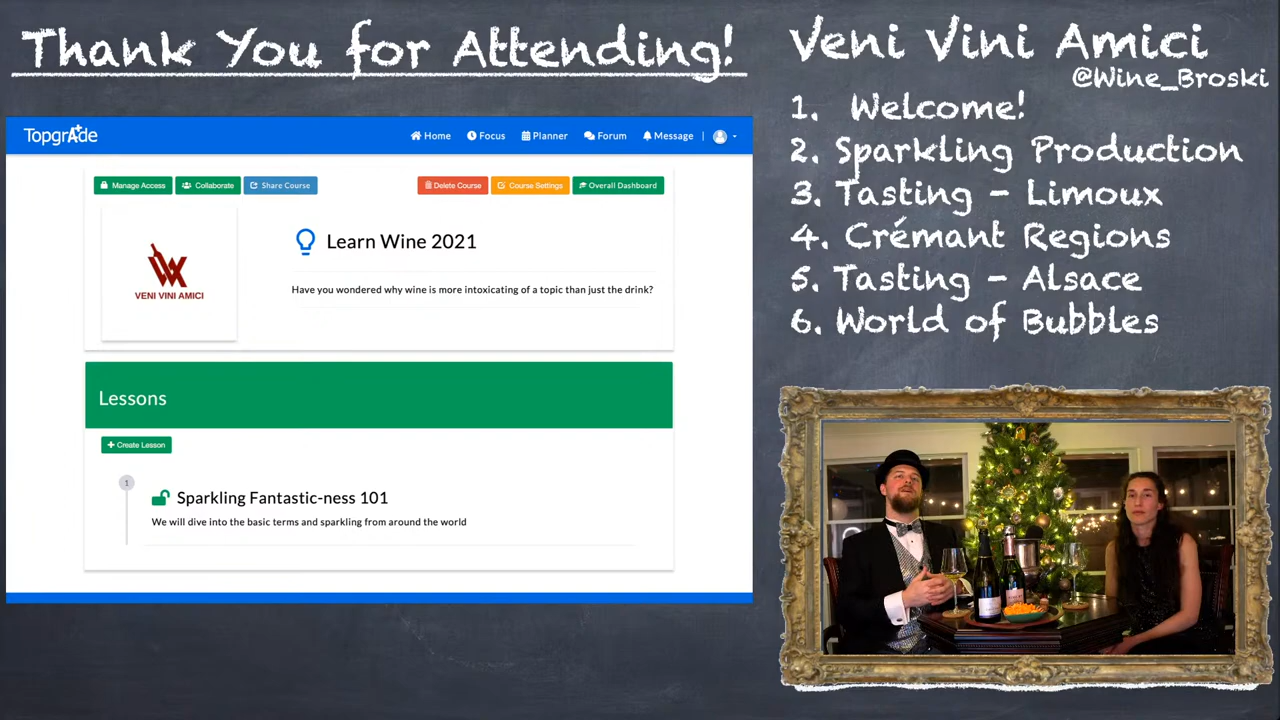 Thank You for Attending!
Topgrade
Home
Focus
Planner
Forum
Message
Manage Access
Collaborate
Share Course
Delete Course
Course Settings
Overall Dashboard
VENI VINI AMICI
Learn Wine 2021
Have you wondered why wine is more intoxicating of a topic than just the drink?
Lessons
Create Lesson
1
Sparkling Fantastic-ness 101
We will dive into the basic terms and sparkling from around the world
Veni Vini Amici
@Wine_Broski
1. Welcome!
2. Sparkling Production
3. Tasting - Limoux
4. Crémant Regions
5. Tasting - Alsace
6. World of Bubbles